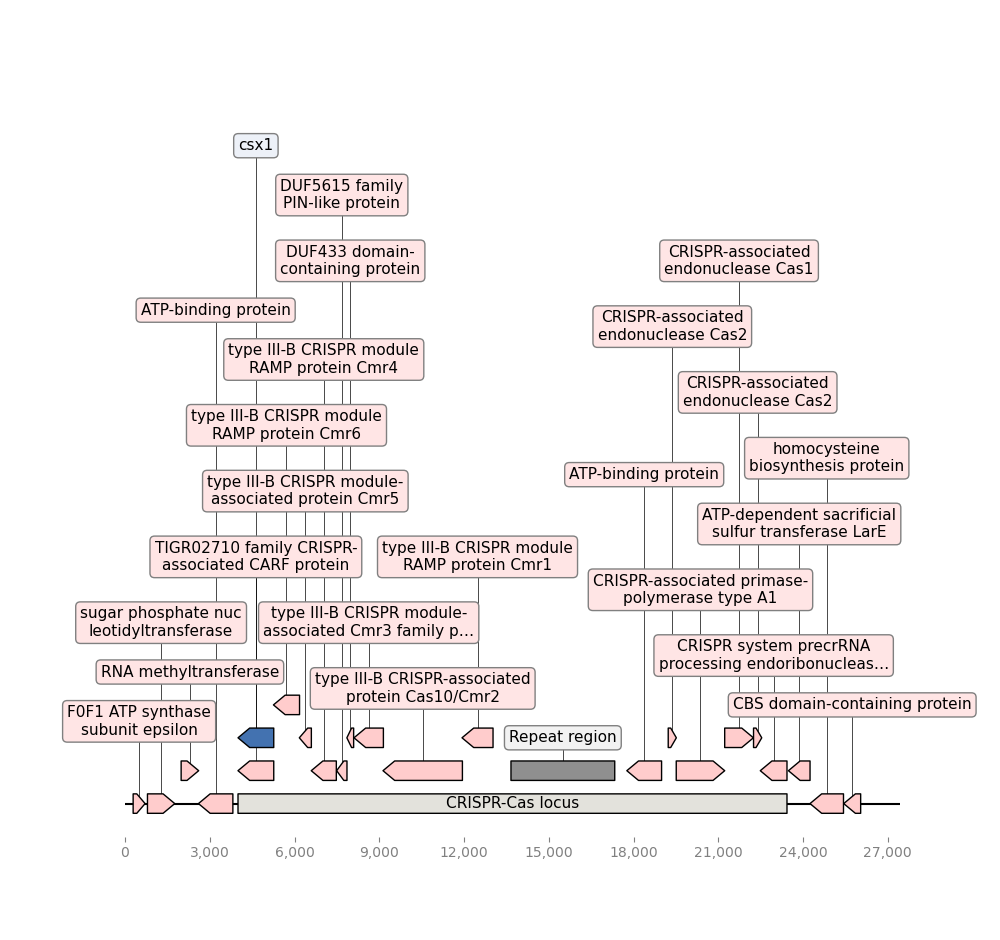 csx1
DUF5615 family
PIN-like protein
DUF433 domain-
containing protein
CRISPR-associated
endonuclease Cas1
ATP-binding protein
CRISPR-associated
endonuclease Cas2
type III-B CRISPR module
RAMP protein Cmr4
CRISPR-associated
endonuclease Cas2
type III-B CRISPR module
RAMP protein Cmr6
homocysteine
biosynthesis protein
ATP-binding protein
type III-B CRISPR module-
associated protein Cmr5
ATP-dependent sacrificial
sulfur transferase LarE
TIGR02710 family CRISPR-
associated CARF protein
type III-B CRISPR module
RAMP protein Cmr1
CRISPR-associated primase-
polymerase type A1
sugar phosphate nuc
leotidyltransferase
type III-B CRISPR module-
associated Cmr3 family p…
CRISPR system precrRNA
processing endoribonucleas…
RNA methyltransferase
type III-B CRISPR-associated
protein Cas10/Cmr2
CBS domain-containing protein
F0F1 ATP synthase
subunit epsilon
Repeat region
CRISPR-Cas locus
0
3,000
6,000
9,000
12,000
15,000
18,000
21,000
24,000
27,000